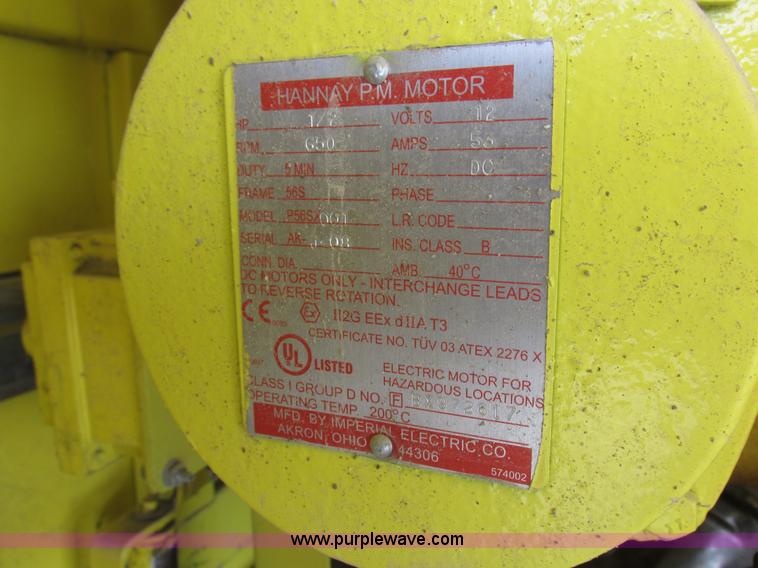 HANNAY P.M. MOTOR
HP 1/2 VOLTS 12
RPM 650 AMPS 56
DUTY 5 MIN HZ DC
FRAME 56S PHASE
MODEL P56SX001 L.R. CODE
SERIAL INS. CLASS B
CONN. DIA. AMB. 40°C
DC MOTORS ONLY - INTERCHANGE LEADS
TO REVERSE ROTATION.
CE Ex II2G EEx d IIA T3
CERTIFICATE NO. TÜV 03 ATEX 2276 X
UL LISTED ELECTRIC MOTOR FOR
HAZARDOUS LOCATIONS
CLASS I GROUP D NO. F
OPERATING TEMP. 200°C
MFD. BY IMPERIAL ELECTRIC CO.
AKRON, OHIO 44306
574002
www.purplewave.com